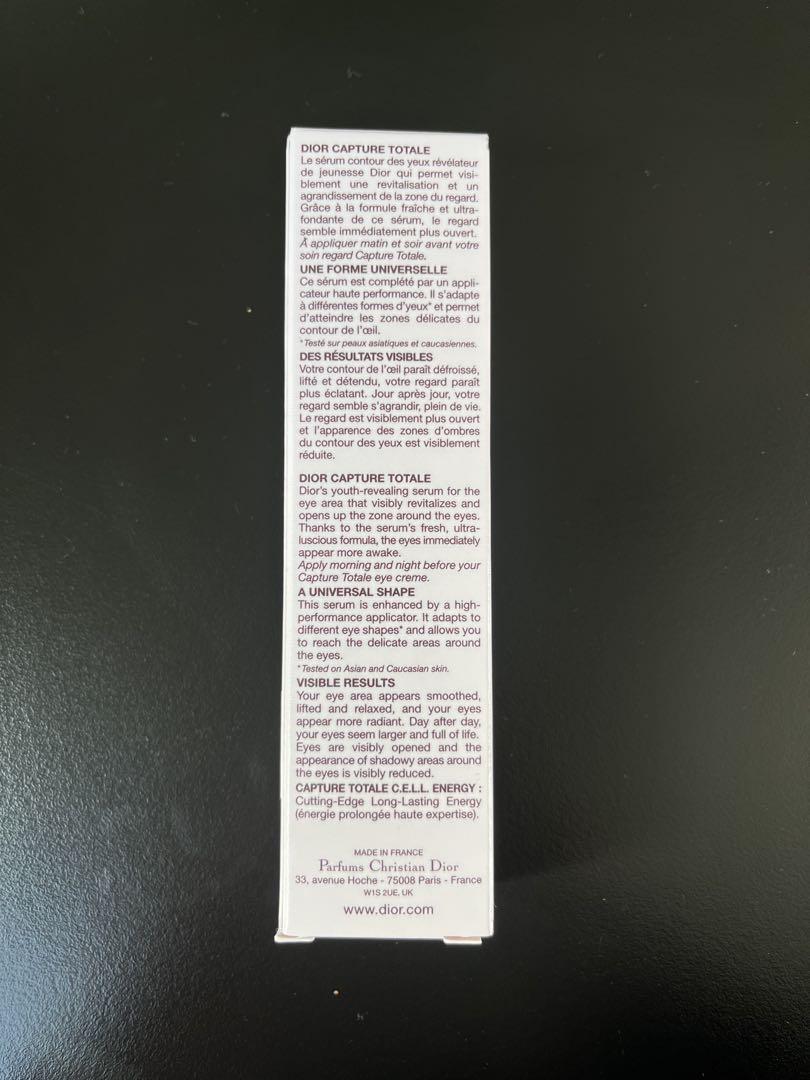 DIOR CAPTURE TOTALE
Le sérum contour des yeux révélateur
de jeunesse Dior qui permet visi-
blement une revitalisation et un
agrandissement de la zone du regard.
Grâce à la formule fraîche et ultra-
fondante de ce sérum, le regard
semble immédiatement plus ouvert.
À appliquer matin et soir avant votre
soin regard Capture Totale.
UNE FORME UNIVERSELLE
Ce sérum est complété par un appli-
cateur haute performance. Il s'adapte
à différentes formes d'yeux* et permet
d'atteindre les zones délicates du
contour de l'œil.
*Testé sur peaux asiatiques et caucasiennes.
DES RÉSULTATS VISIBLES
Votre contour de l'œil paraît défroissé,
lifté et détendu, votre regard paraît
plus éclatant. Jour après jour, votre
regard semble s'agrandir, plein de vie.
Le regard est visiblement plus ouvert
et l'apparence des zones d'ombres
du contour des yeux est visiblement
réduite.
DIOR CAPTURE TOTALE
Dior's youth-revealing serum for the
eye area that visibly revitalizes and
opens up the zone around the eyes.
Thanks to the serum's fresh, ultra-
luscious formula, the eyes immediately
appear more awake.
Apply morning and night before your
Capture Totale eye creme.
A UNIVERSAL SHAPE
This serum is enhanced by a high-
performance applicator. It adapts to
different eye shapes* and allows you
to reach the delicate areas around
the eyes.
*Tested on Asian and Caucasian skin.
VISIBLE RESULTS
Your eye area appears smoothed,
lifted and relaxed, and your eyes
appear more radiant. Day after day,
your eyes seem larger and full of life.
Eyes are visibly opened and the
appearance of shadowy areas around
the eyes is visibly reduced.
CAPTURE TOTALE C.E.L.L. ENERGY :
Cutting-Edge Long-Lasting Energy
(énergie prolongée haute expertise).
MADE IN FRANCE
Parfums Christian Dior
33, avenue Hoche - 75008 Paris - France
W1S 2UE, UK
www.dior.com